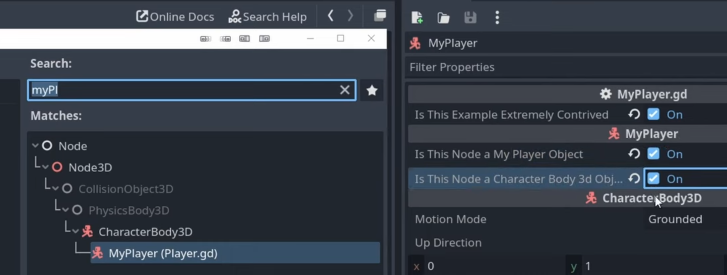 Online Docs
Search Help
Search:
myPl
Matches:
Node
Node3D
CollisionObject3D
PhysicsBody3D
CharacterBody3D
MyPlayer (Player.gd)
MyPlayer
Filter Properties
MyPlayer.gd
Is This Example Extremely Contrived
On
MyPlayer
Is This Node a My Player Object
On
Is This Node a Character Body 3d Obj...
On
CharacterBody3D
Motion Mode
Grounded
Up Direction
x 0
y 1